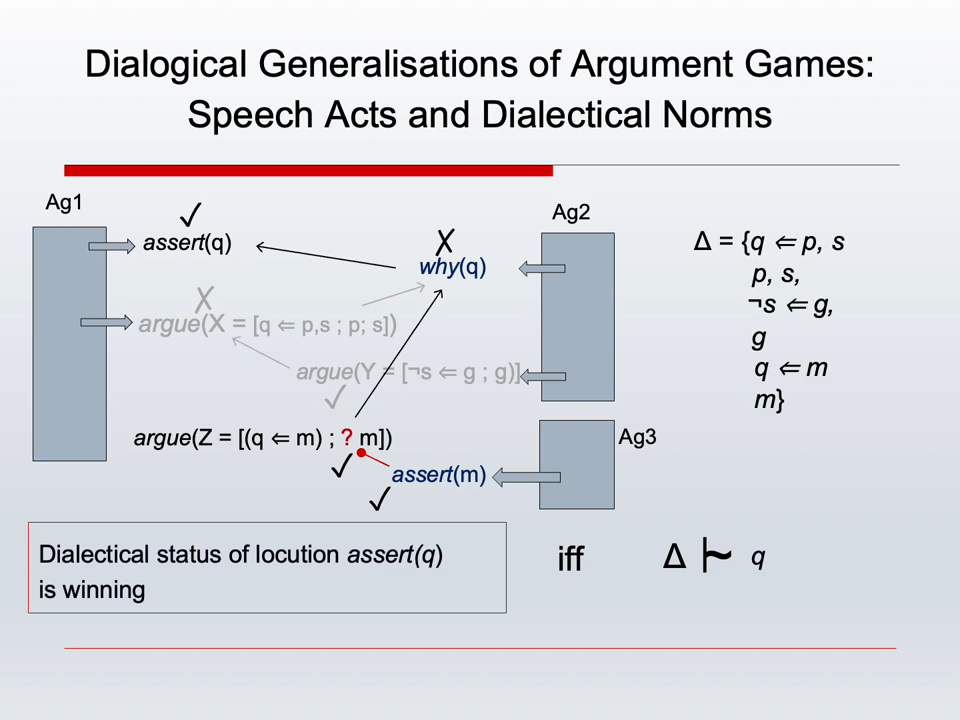 Dialogical Generalisations of Argument Games:
Speech Acts and Dialectical Norms
Ag1
Ag2
✓
assert(q)
✗
why(q)
✗
argue(X = [q ⇐ p,s ; p; s])
argue(Y = [¬s ⇐ g ; g)]
✓
argue(Z = [(q ⇐ m) ; ? m])
✓
Ag3
assert(m)
✓
Δ = {q ⇐ p, s
p, s,
¬s ⇐ g,
g
q ⇐ m
m}
Dialectical status of locution assert(q)
is winning
iff
Δ |~ q